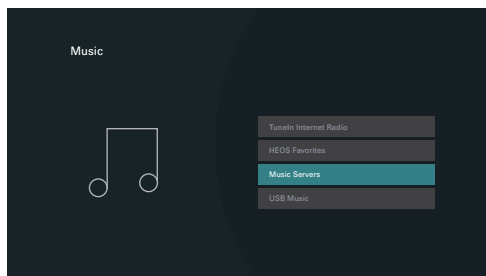 Music
TuneIn Internet Radio
HEOS Favorites
Music Servers
USB Music